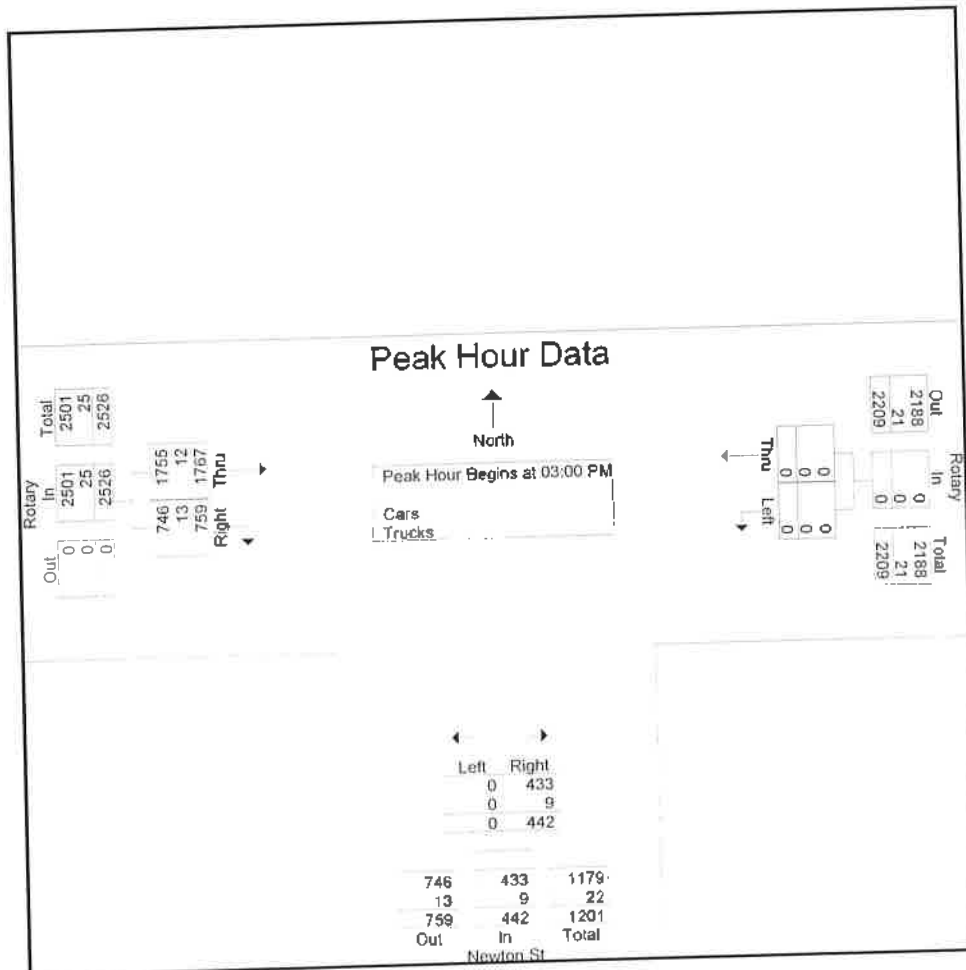 Peak Hour Data
North
Peak Hour Begins at 03:00 PM
Cars
Trucks
Rotary
Total
2501
25
2526
In
2501
25
2526
Out
0
0
0
1755
12
1767
Thru
746
13
759
Right
Rotary
Out
2188
21
2209
In
0
0
0
Total
2188
21
2209
Thru
0
0
0
Left
0
0
0
Left Right
0 433
0 9
0 442
746 433 1179
13 9 22
759 442 1201
Out In Total
Newton St